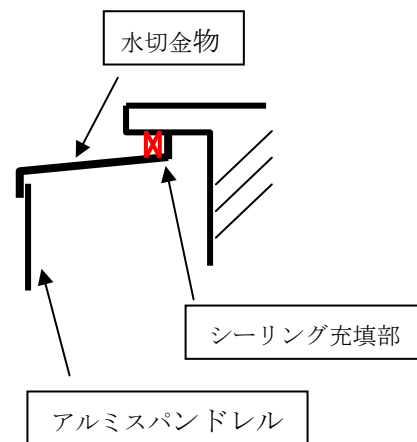 水切金物
シーリング充填部
アルミスパンドレル